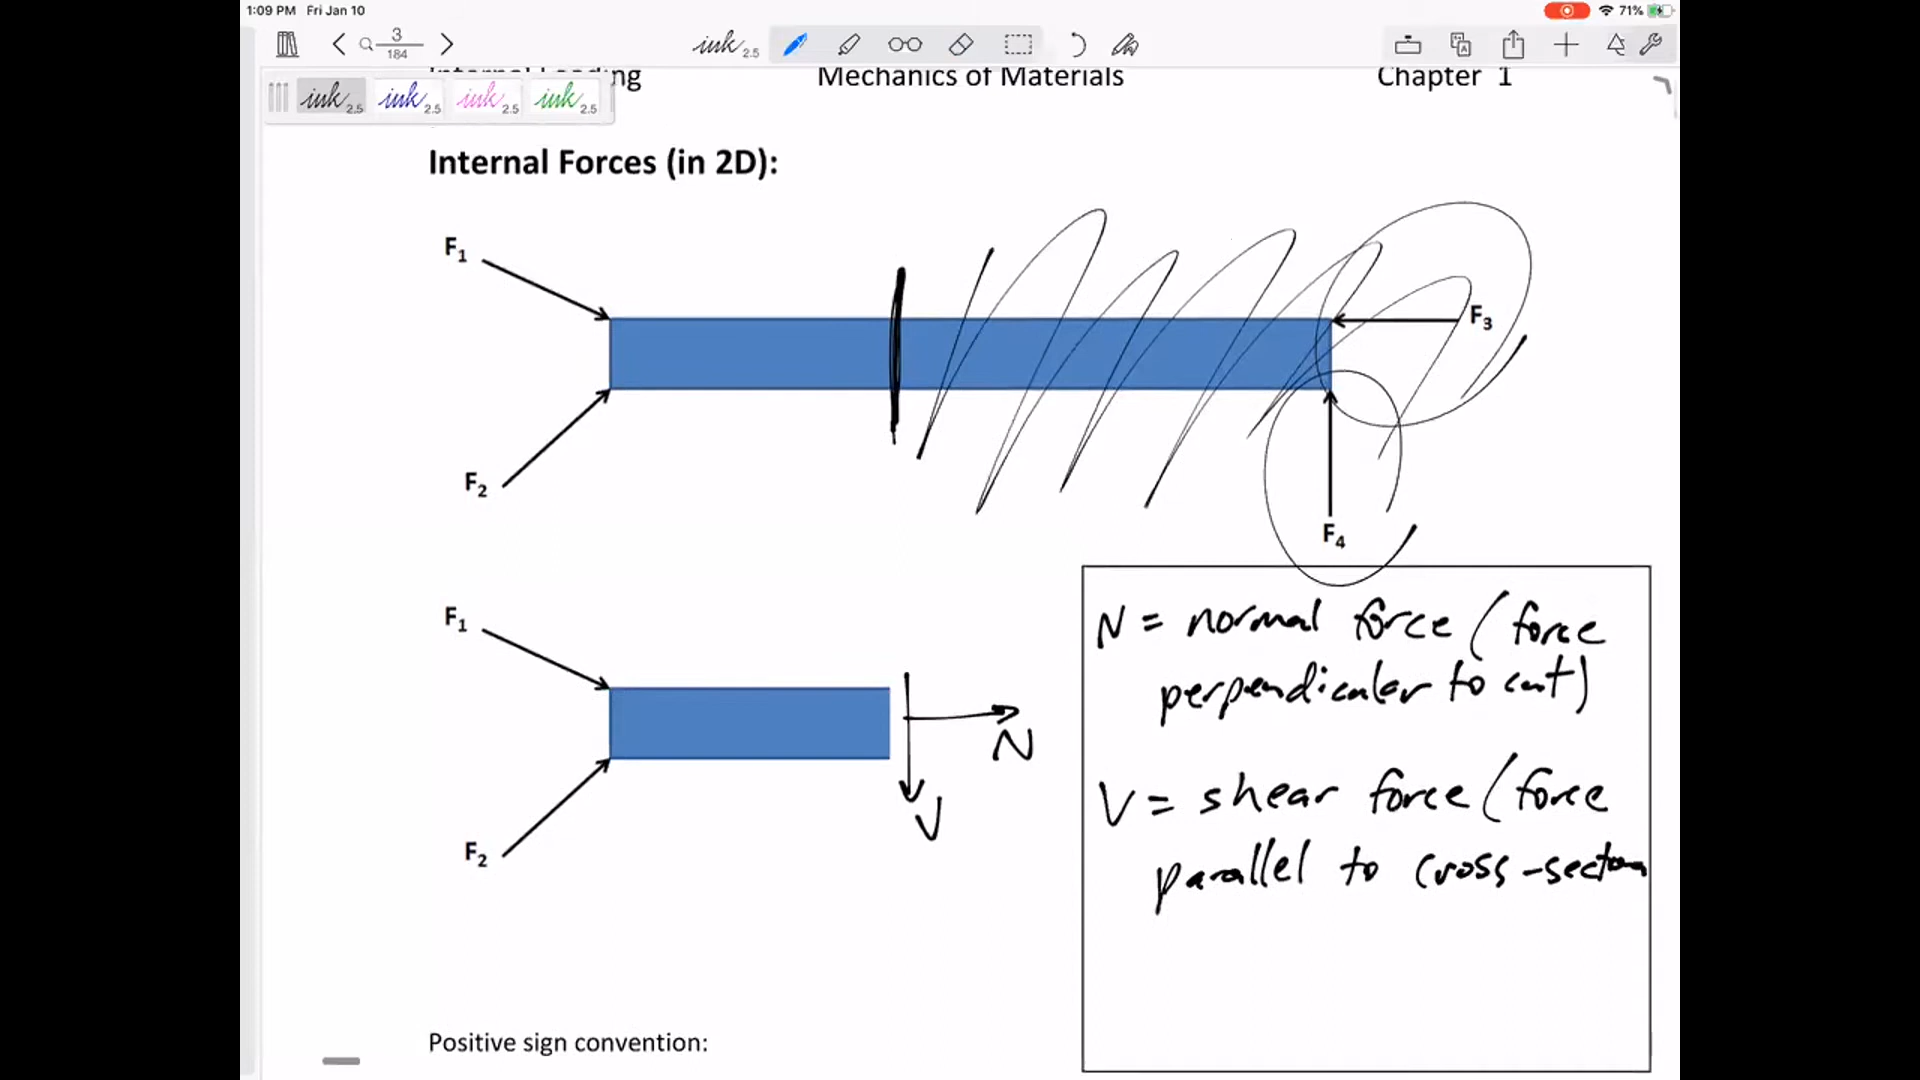 1:09 PM Fri Jan 10
71%
3
184
ink 2.5
Internal Loading Mechanics of Materials Chapter 1
ink 2.5 ink 2.5 ink 2.5 ink 2.5
Internal Forces (in 2D):
F1
F3
F2
F4
F1
N = normal force (force
perpendicular to cut)
N
V = shear force (force
V
F2
parallel to cross-section
Positive sign convention: